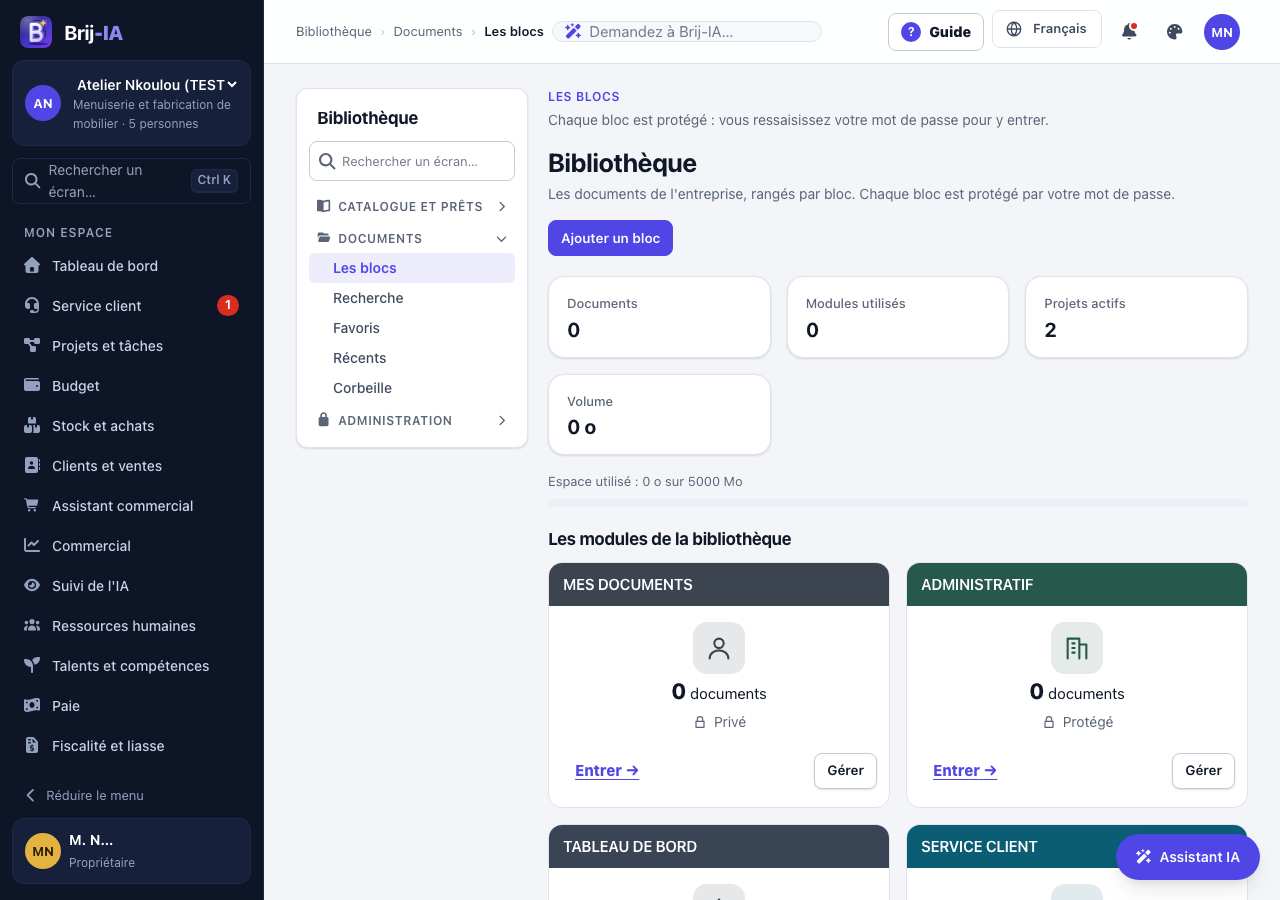 Brij-IA
AN
Atelier Nkoulou (TEST
Menuiserie et fabrication de
mobilier · 5 personnes
Rechercher un
écran...
Ctrl K
MON ESPACE
Tableau de bord
Service client
1
Projets et tâches
Budget
Stock et achats
Clients et ventes
Assistant commercial
Commercial
Suivi de l'IA
Ressources humaines
Talents et compétences
Paie
Fiscalité et liasse
Réduire le menu
MN
M. N...
Propriétaire
Bibliothèque › Documents › Les blocs
Demandez à Brij-IA...
? Guide
Français
MN
Bibliothèque
Rechercher un écran...
CATALOGUE ET PRÊTS
DOCUMENTS
Les blocs
Recherche
Favoris
Récents
Corbeille
ADMINISTRATION
LES BLOCS
Chaque bloc est protégé : vous ressaisissez votre mot de passe pour y entrer.
Bibliothèque
Les documents de l'entreprise, rangés par bloc. Chaque bloc est protégé par votre mot de passe.
Ajouter un bloc
Documents
0
Modules utilisés
0
Projets actifs
2
Volume
0 o
Espace utilisé : 0 o sur 5000 Mo
Les modules de la bibliothèque
MES DOCUMENTS
0 documents
Privé
Entrer →
Gérer
ADMINISTRATIF
0 documents
Protégé
Entrer →
Gérer
TABLEAU DE BORD
SERVICE CLIENT
Assistant IA